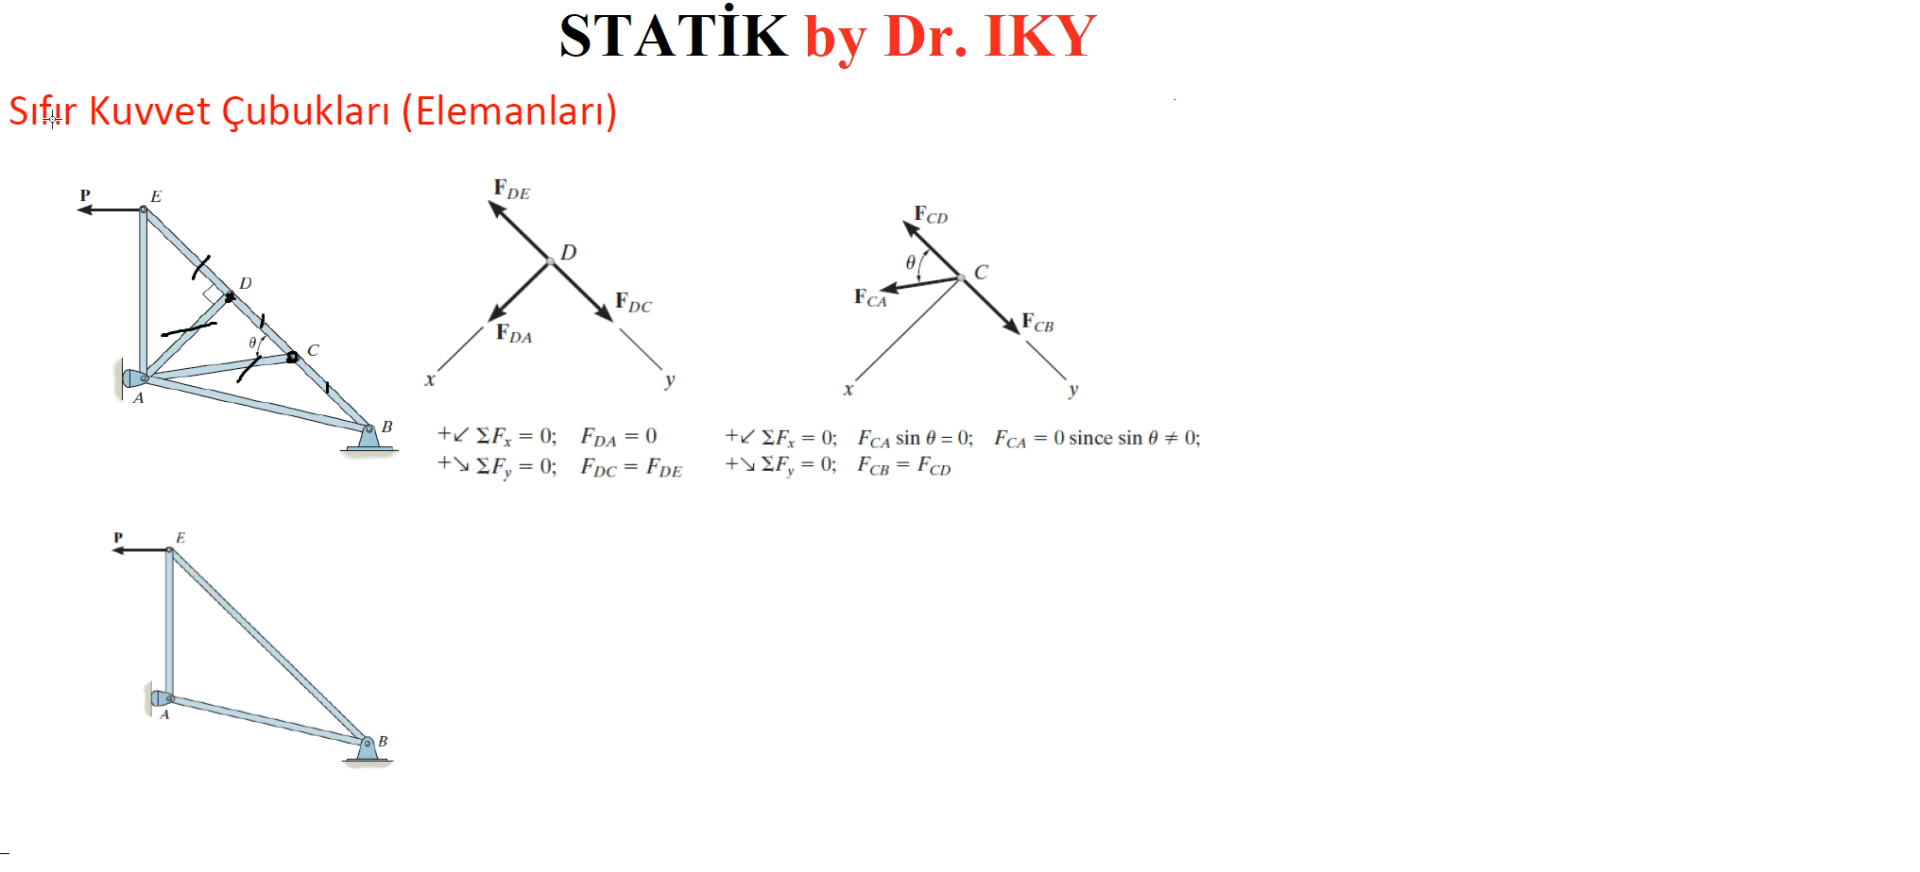 STATİK by Dr. IKY
Sıfır Kuvvet Çubukları (Elemanları)
P
E
D
θ
C
A
B
F_DE
D
F_DC
F_DA
x
y
+↙ ΣF_x = 0; F_DA = 0
+↘ ΣF_y = 0; F_DC = F_DE
F_CD
θ
C
F_CA
F_CB
x
y
+↙ ΣF_x = 0; F_CA sin θ = 0; F_CA = 0 since sin θ ≠ 0;
+↘ ΣF_y = 0; F_CB = F_CD
P
E
A
B